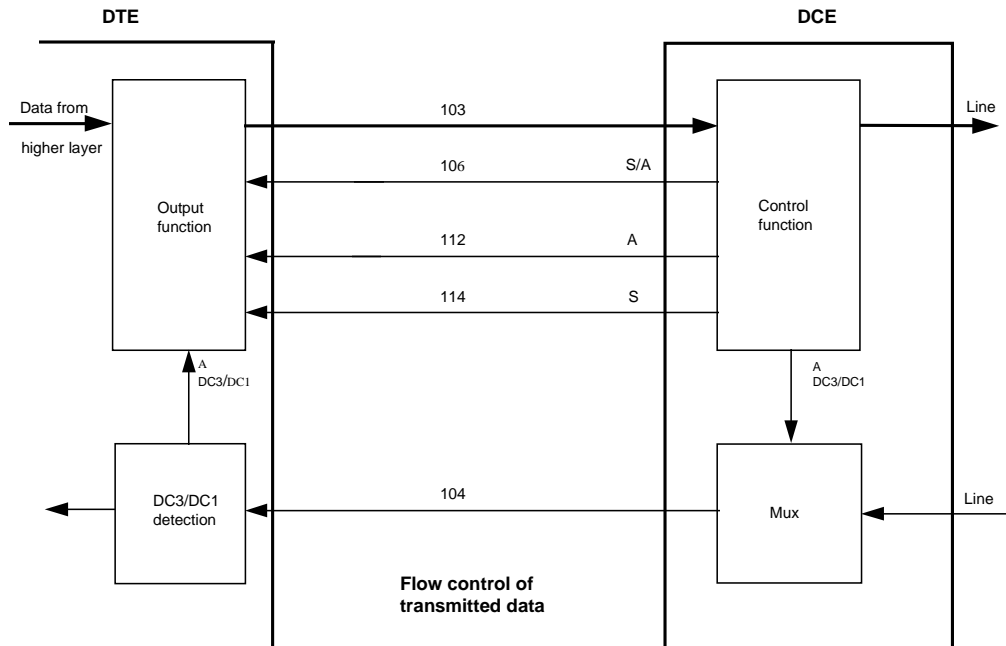 DTE
DCE
Data from
higher layer
103
Line
106
S/A
Output
function
Control
function
112
A
114
S
A
DC3/DC1
A
DC3/DC1
DC3/DC1
detection
104
Mux
Line
Flow control of
transmitted data